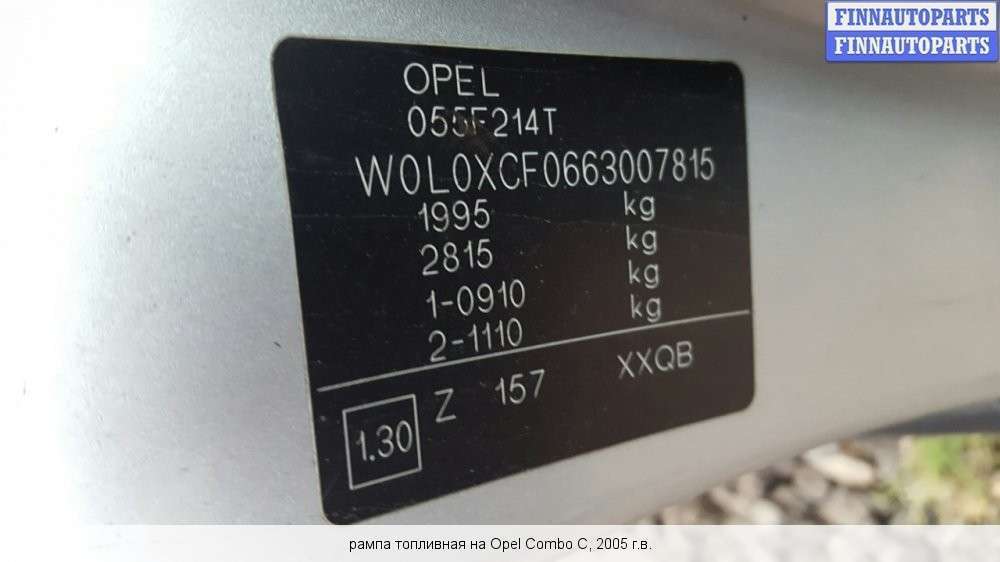 FINNAUTOPARTS
FINNAUTOPARTS
OPEL
055F214T
W0L0XCF0663007815
1995 kg
2815 kg
1-0910 kg
2-1110 kg
1.30 Z 157 XXQB
рампа топливная на Opel Combo C, 2005 г.в.